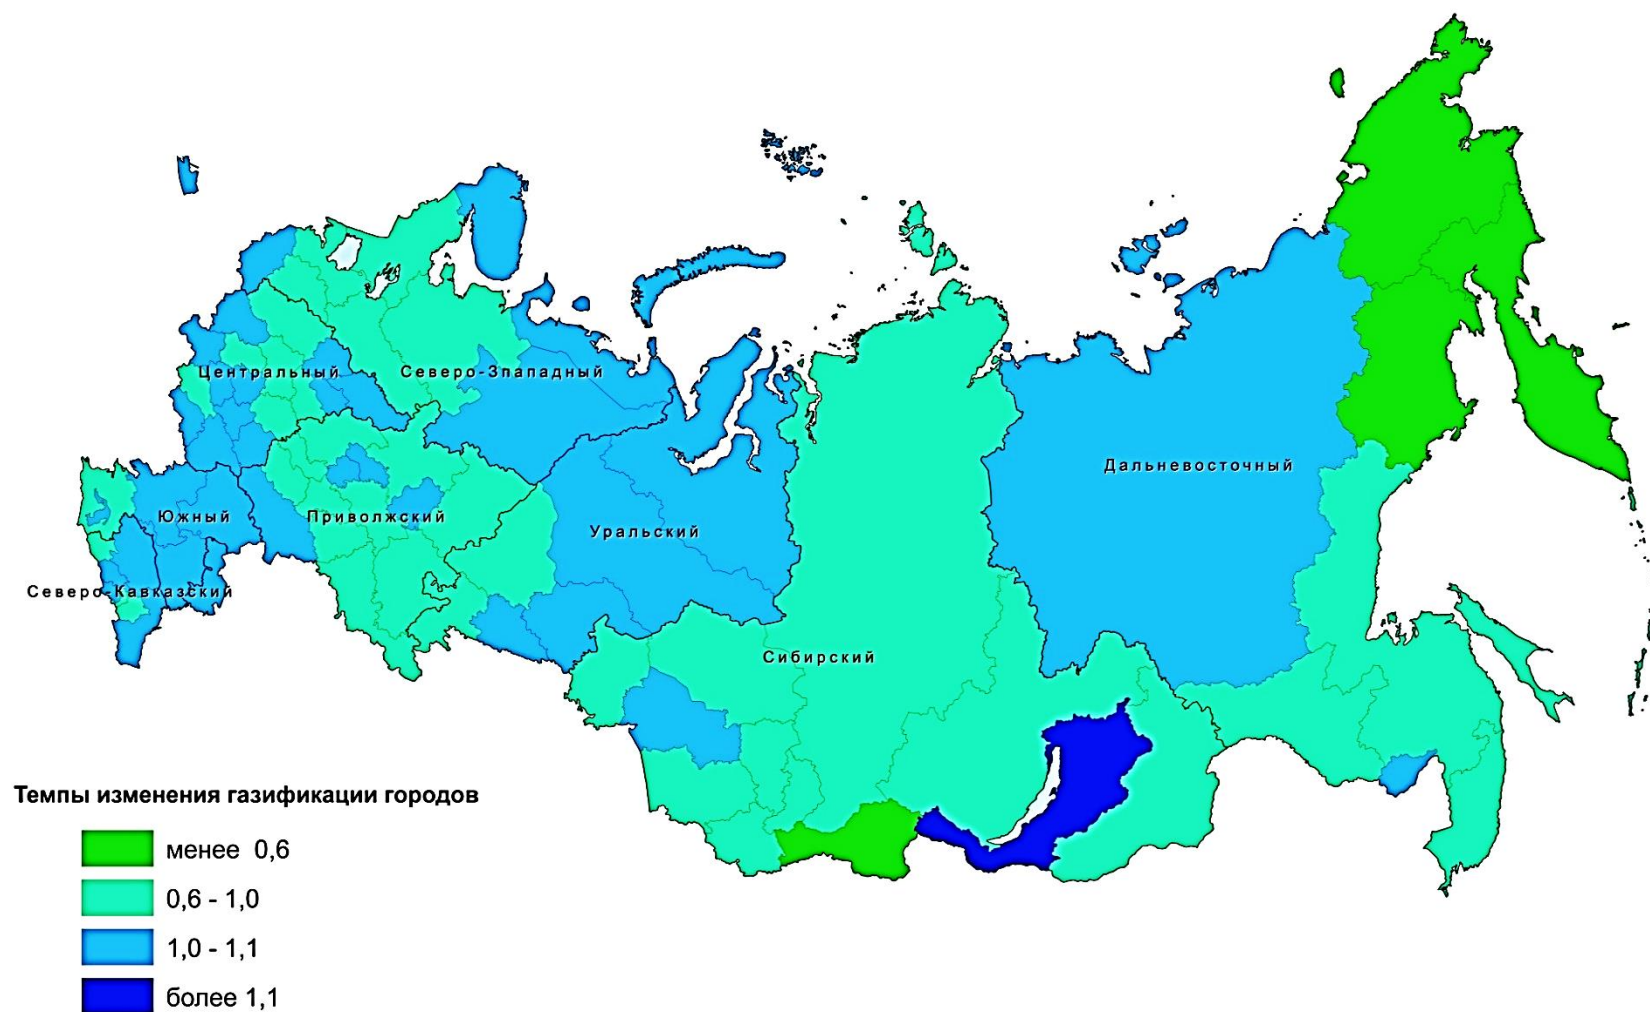 Центральный
Северо-Зпападный
Дальневосточный
Южный
Приволжский
Уральский
Северо-Кавказский
Сибирский
Темпы изменения газификации городов
менее 0,6
0,6 - 1,0
1,0 - 1,1
более 1,1